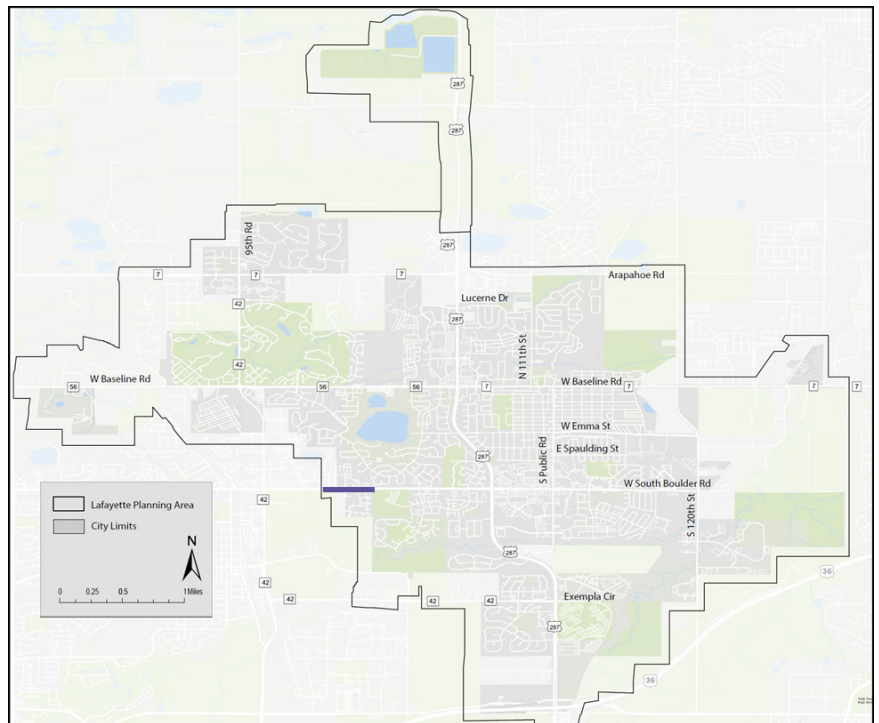 287
287
95th Rd
287
7
7
7
Arapahoe Rd
42
Lucerne Dr
287
N 111th St
42
W Baseline Rd
56
56
56
7
W Baseline Rd
7
7
7
W Emma St
S Public Rd
E Spaulding St
287
W South Boulder Rd
Lafayette Planning Area
City Limits
N
0 0.25 0.5 1 Miles
42
S 120th St
287
36
42
42
42
42
Exempla Cir
287
36